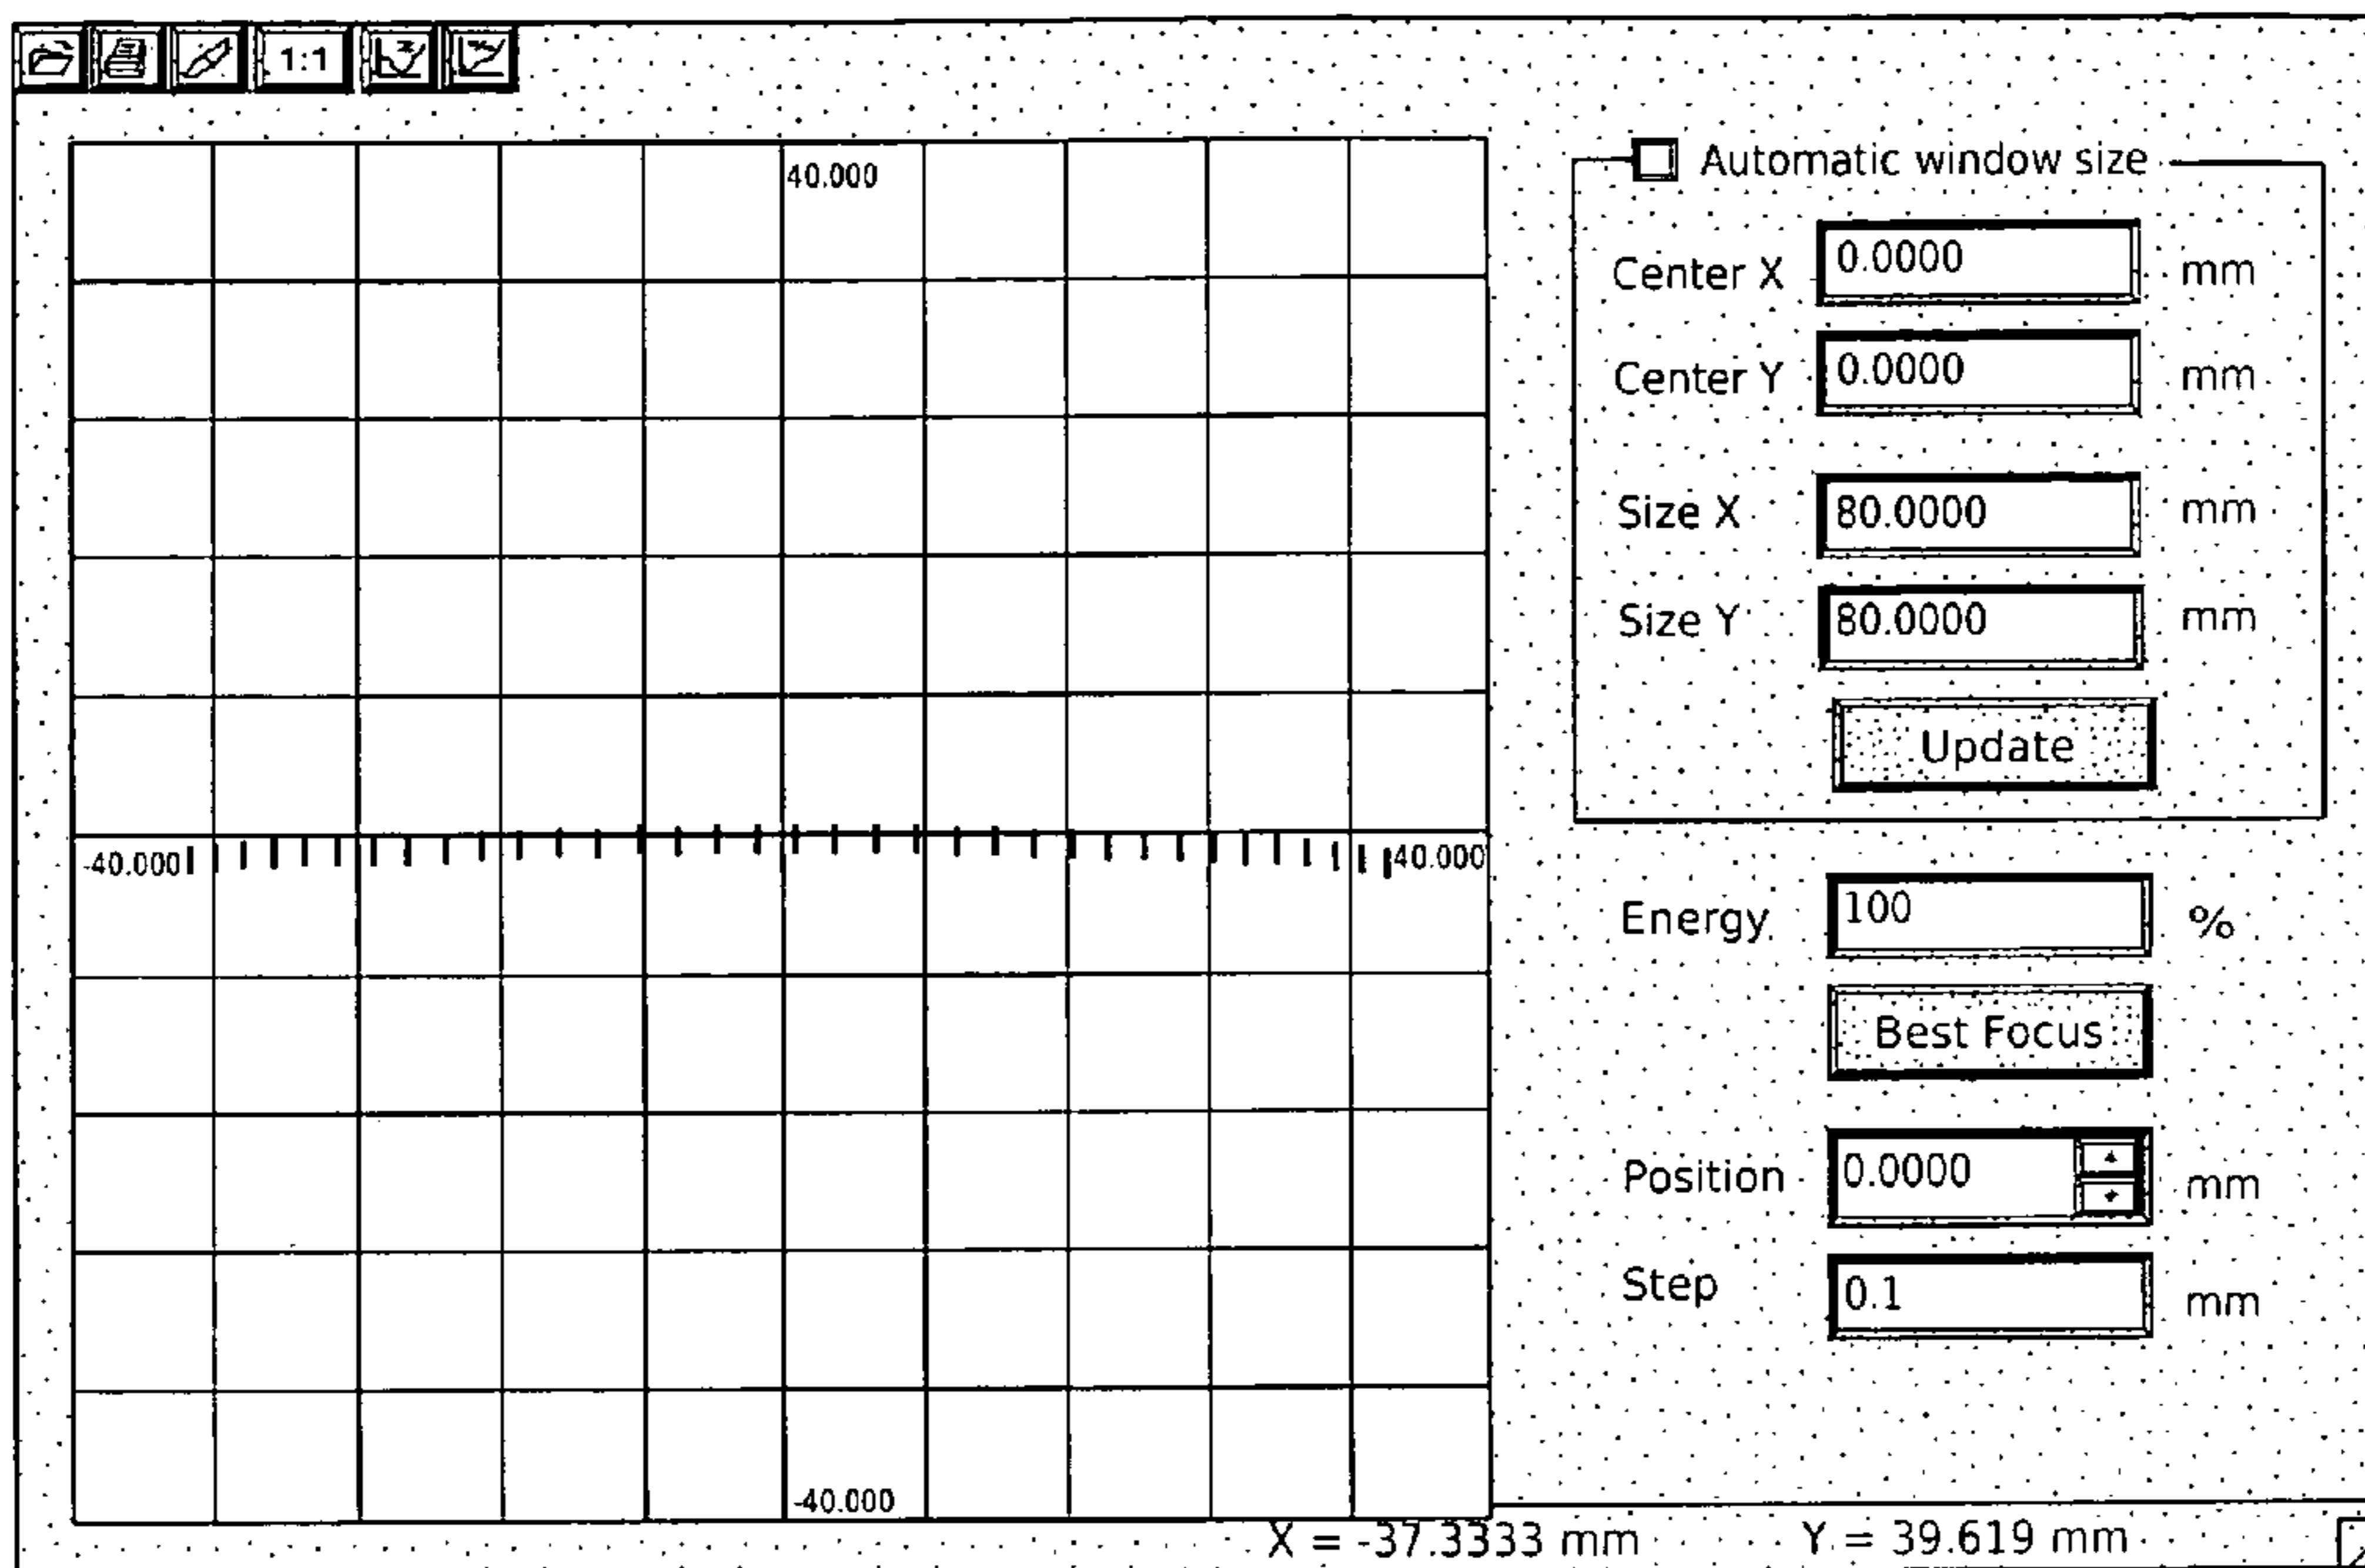 1:1
40.000
Automatic window size
Center X 0.0000 mm
Center Y 0.0000 mm
Size X 80.0000 mm
Size Y 80.0000 mm
Update
-40.000 40.000
Energy 100 %
Best Focus
Position 0.0000 mm
Step 0.1 mm
-40.000
X = -37.3333 mm Y = 39.619 mm